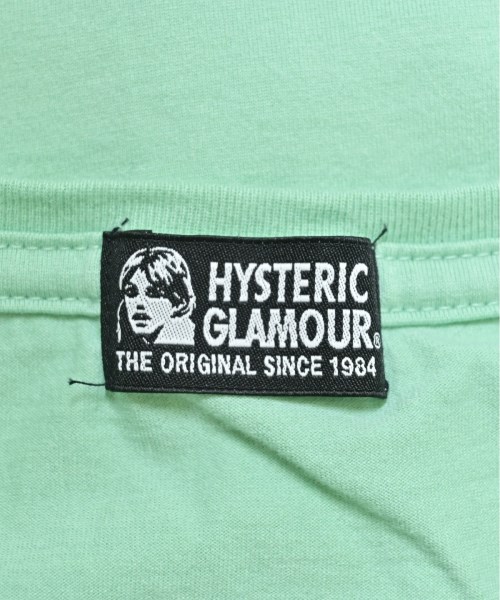 HYSTERIC
GLAMOUR®
THE ORIGINAL SINCE 1984